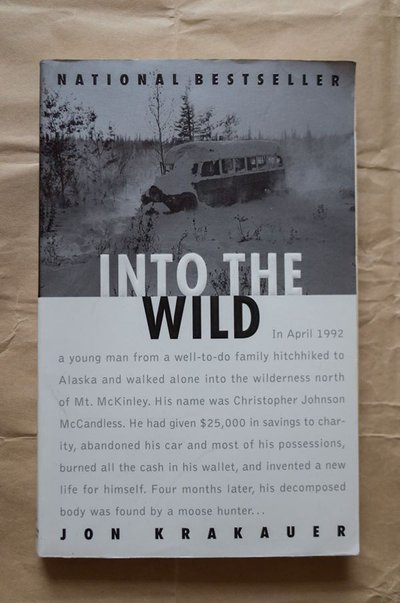 NATIONAL BESTSELLER
INTO THE
WILD
In April 1992
a young man from a well-to-do family hitchhiked to
Alaska and walked alone into the wilderness north
of Mt. McKinley. His name was Christopher Johnson
McCandless. He had given $25,000 in savings to char-
ity, abandoned his car and most of his possessions,
burned all the cash in his wallet, and invented a new
life for himself. Four months later, his decomposed
body was found by a moose hunter...
JON KRAKAUER